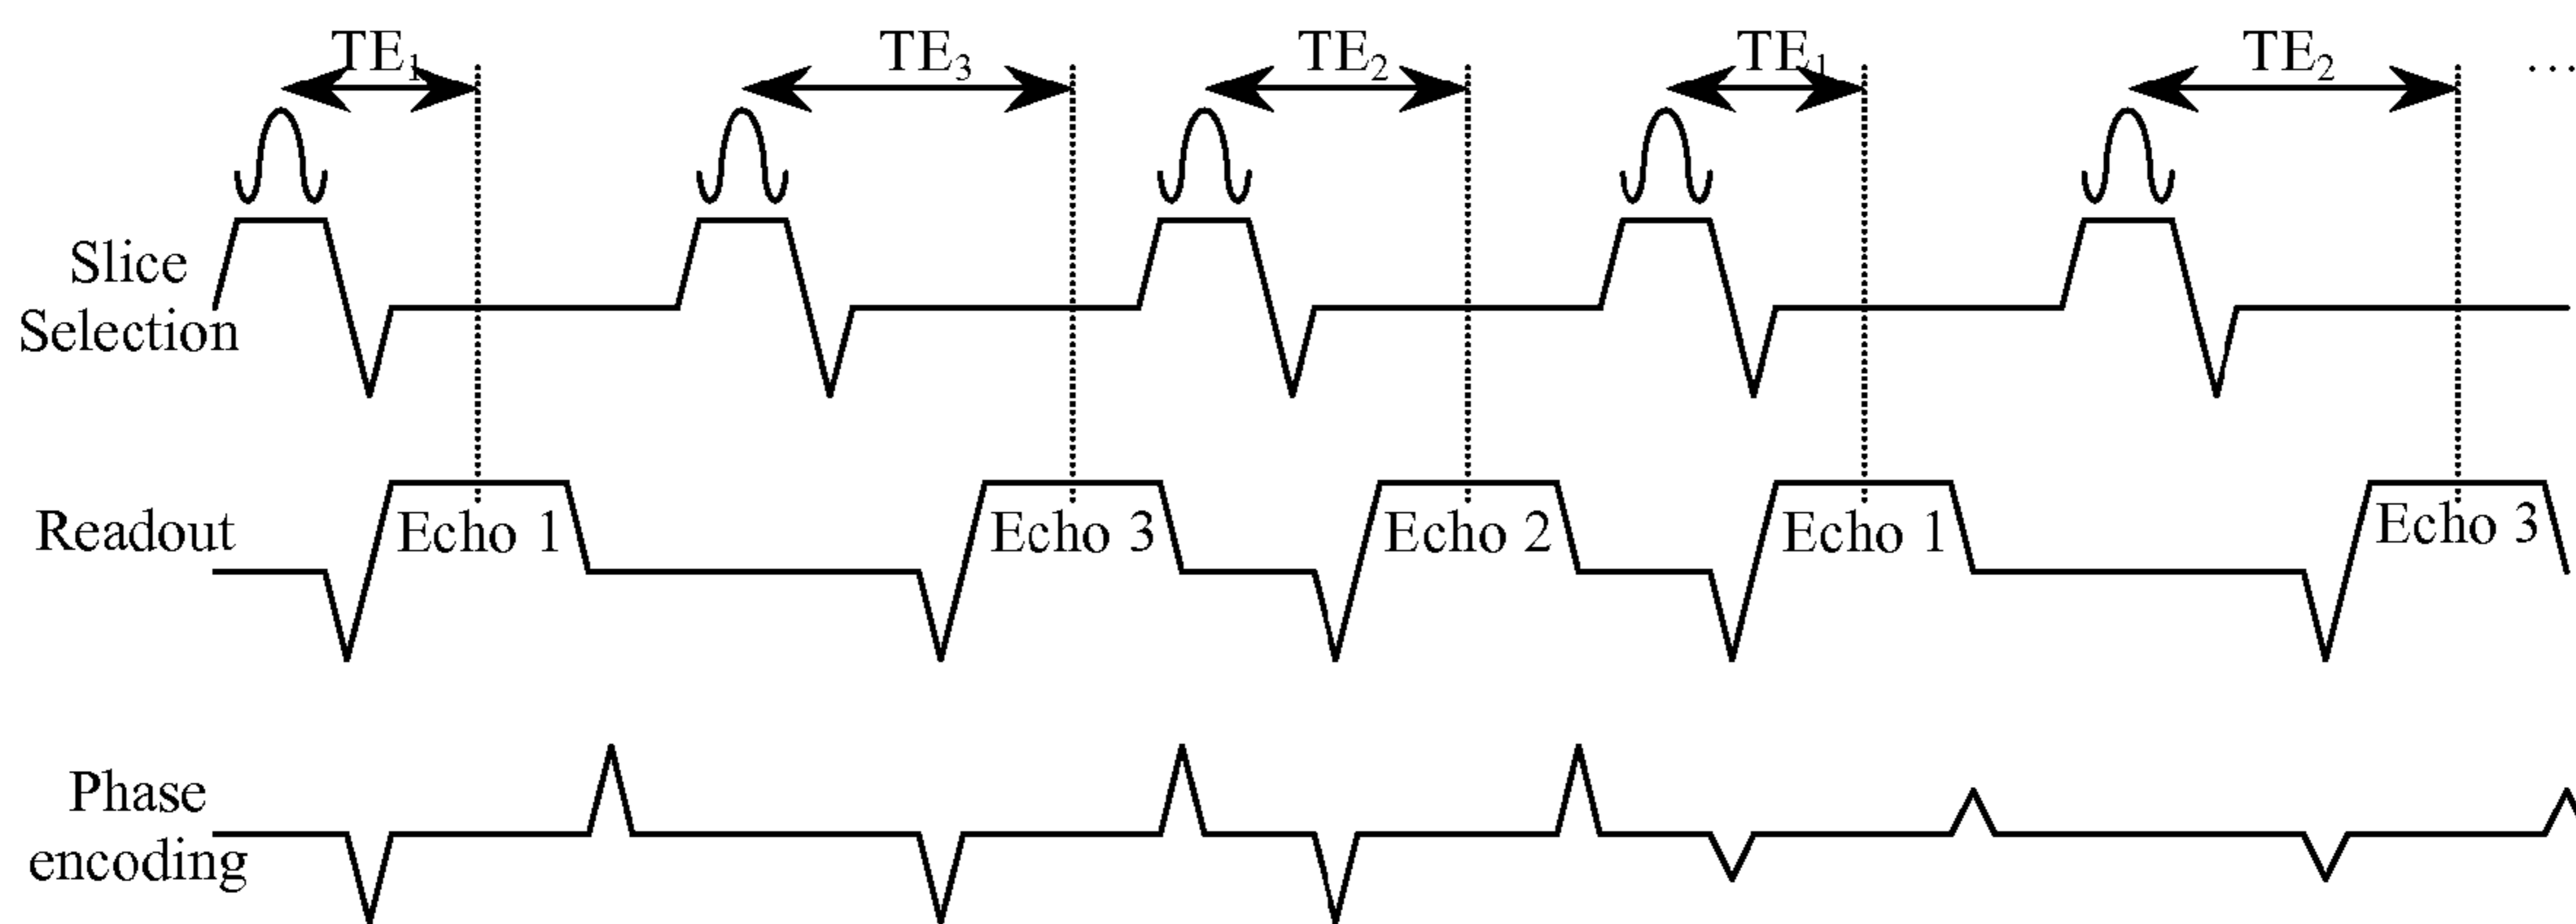 TE₁ TE₃ TE₂ TE₁ TE₂ ...
Slice
Selection
Readout Echo 1 Echo 3 Echo 2 Echo 1 Echo 3
Phase
encoding